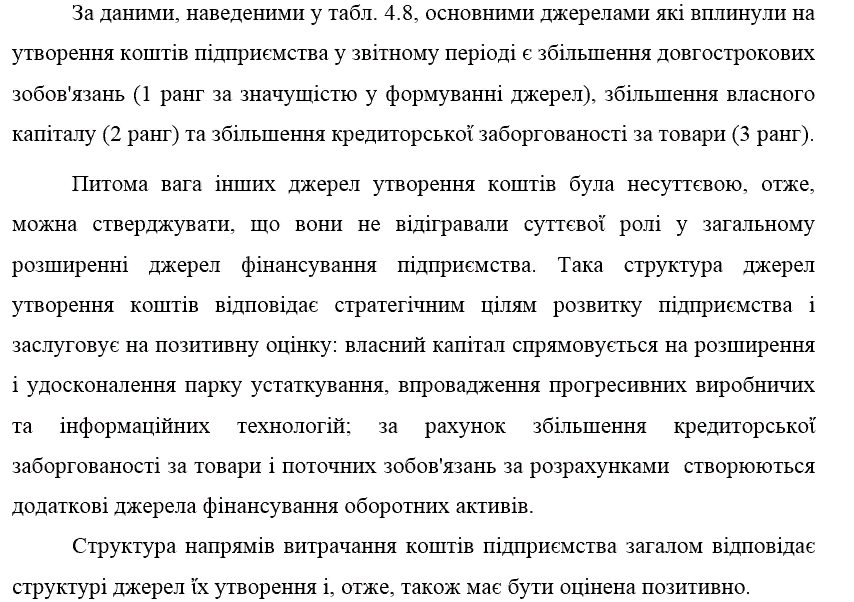 За даними, наведеними у табл. 4.8, основними джерелами які вплинули на
утворення коштів підприємства у звітному періоді є збільшення довгострокових
зобов'язань (1 ранг за значущістю у формуванні джерел), збільшення власного
капіталу (2 ранг) та збільшення кредиторської заборгованості за товари (3 ранг).
Питома вага інших джерел утворення коштів була несуттєвою, отже,
можна стверджувати, що вони не відігравали суттєвої ролі у загальному
розширенні джерел фінансування підприємства. Така структура джерел
утворення коштів відповідає стратегічним цілям розвитку підприємства і
заслуговує на позитивну оцінку: власний капітал спрямовується на розширення
і удосконалення парку устаткування, впровадження прогресивних виробничих
та інформаційних технологій; за рахунок збільшення кредиторської
заборгованості за товари і поточних зобов'язань за розрахунками створюються
додаткові джерела фінансування оборотних активів.
Структура напрямів витрачання коштів підприємства загалом відповідає
структурі джерел їх утворення і, отже, також має бути оцінена позитивно.